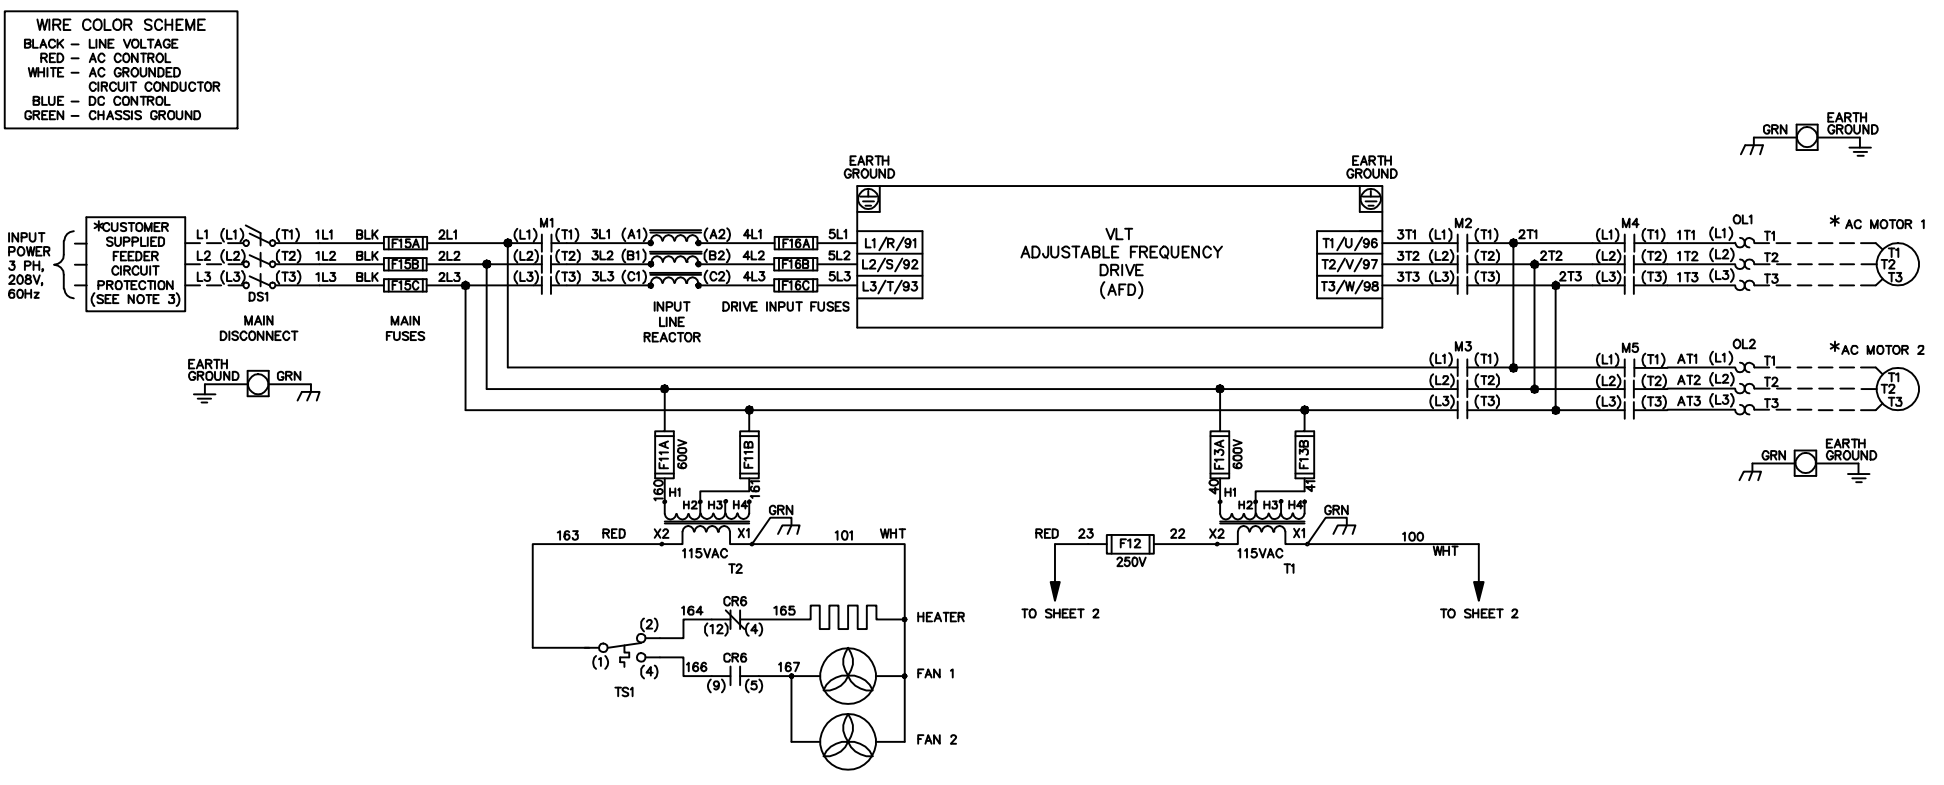 WIRE COLOR SCHEME
BLACK – LINE VOLTAGE
RED – AC CONTROL
WHITE – AC GROUNDED
CIRCUIT CONDUCTOR
BLUE – DC CONTROL
GREEN – CHASSIS GROUND
GRN
EARTH
GROUND
EARTH
GROUND
EARTH
GROUND
INPUT
POWER
3 PH,
208V,
60Hz
*CUSTOMER
SUPPLIED
FEEDER
CIRCUIT
PROTECTION
(SEE NOTE 3)
L1 (L1) (T1) 1L1 BLK F15A 2L1 (L1) M1 (T1) 3L1 (A1) (A2) 4L1 F16A 5L1 L1/R/91
L2 (L2) (T2) 1L2 BLK F15B 2L2 (L2) (T2) 3L2 (B1) (B2) 4L2 F16B 5L2 L2/S/92
L3 (L3) (T3) 1L3 BLK F15C 2L3 (L3) (T3) 3L3 (C1) (C2) 4L3 F16C 5L3 L3/T/93
DS1
MAIN
DISCONNECT
MAIN
FUSES
INPUT
LINE
REACTOR
DRIVE INPUT FUSES
VLT
ADJUSTABLE FREQUENCY
DRIVE
(AFD)
T1/U/96 3T1 (L1) M2 (T1) 2T1 (L1) M4 (T1) 1T1 (L1) OL1 T1
T2/V/97 3T2 (L2) (T2) 2T2 (L2) (T2) 1T2 (L2) T2
T3/W/98 3T3 (L3) (T3) 2T3 (L3) (T3) 1T3 (L3) T3
* AC MOTOR 1
T1
T2
T3
EARTH
GROUND
GRN
(L1) M3 (T1) (L1) M5 (T1) AT1 (L1) OL2 T1
(L2) (T2) (L2) (T2) AT2 (L2) T2
(L3) (T3) (L3) (T3) AT3 (L3) T3
*AC MOTOR 2
T1
T2
T3
GRN
EARTH
GROUND
F11A
600V
F11B
160
161
H1
H2 H3 H4
GRN
163 RED X2 X1 101 WHT
115VAC
T2
F13A
600V
F13B
40
41
H1
H2 H3 H4
GRN
RED 23 F12 22 X2 X1 100
WHT
250V
115VAC
T1
TO SHEET 2
TO SHEET 2
164 CR6 165
(2) (12) (4)
HEATER
(1)
(4)
TS1
166 CR6 167
(9) (5)
FAN 1
FAN 2